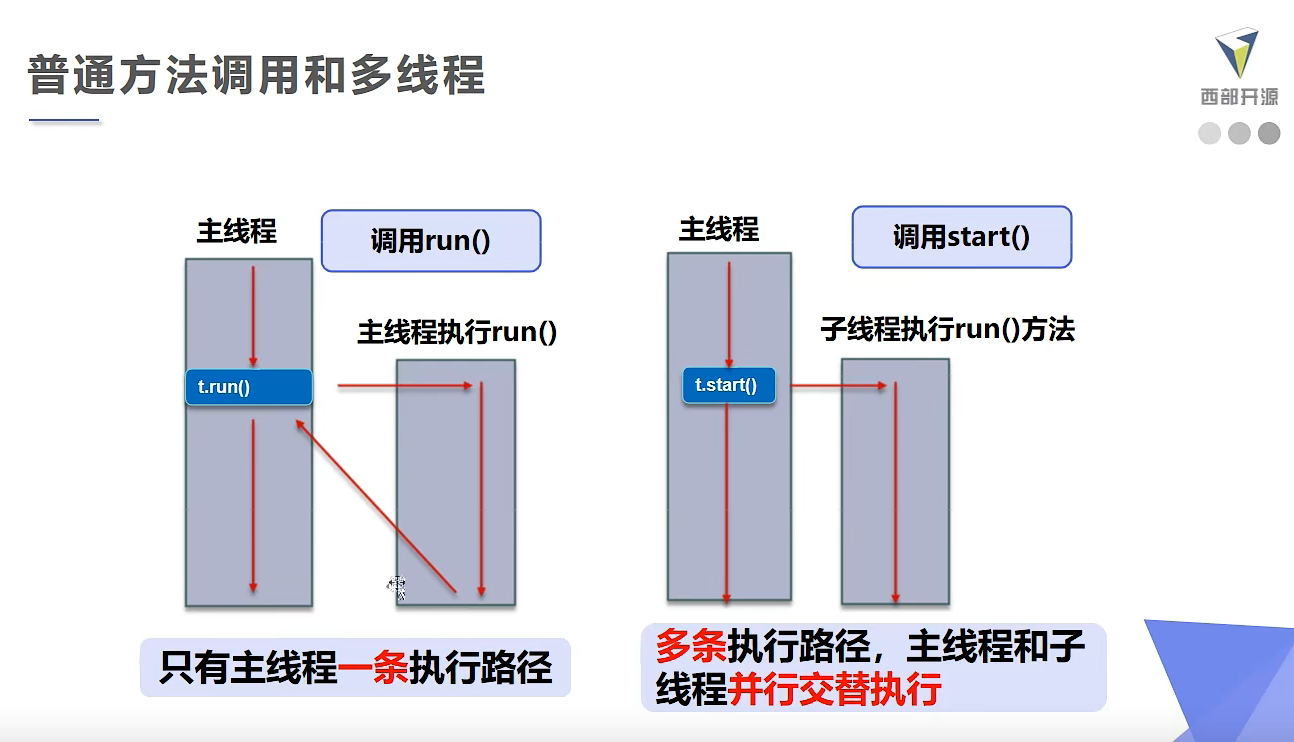 普通方法调用和多线程
西部开源
主线程
调用run()
主线程执行run()
t.run()
只有主线程一条执行路径
主线程
调用start()
子线程执行run()方法
t.start()
多条执行路径，主线程和子
线程并行交替执行